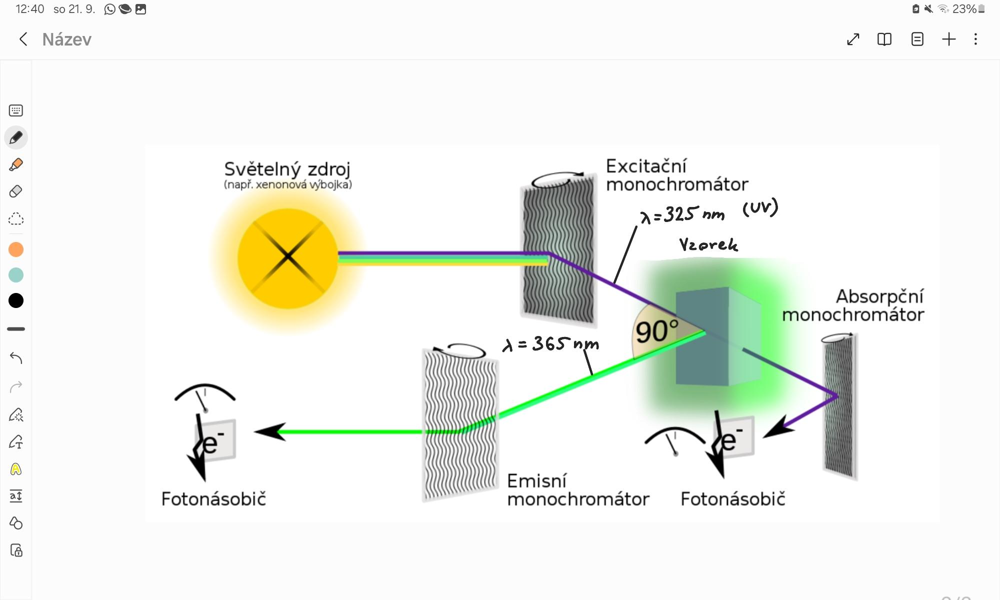 12:40 so 21. 9.
23%
Název
Světelný zdroj
(např. xenonová výbojka)
Excitační
monochromátor
λ = 325 nm (UV)
Vzorek
Absorpční
monochromátor
90°
λ = 365 nm
e-
Fotonásobič
Emisní
monochromátor
e-
Fotonásobič
a